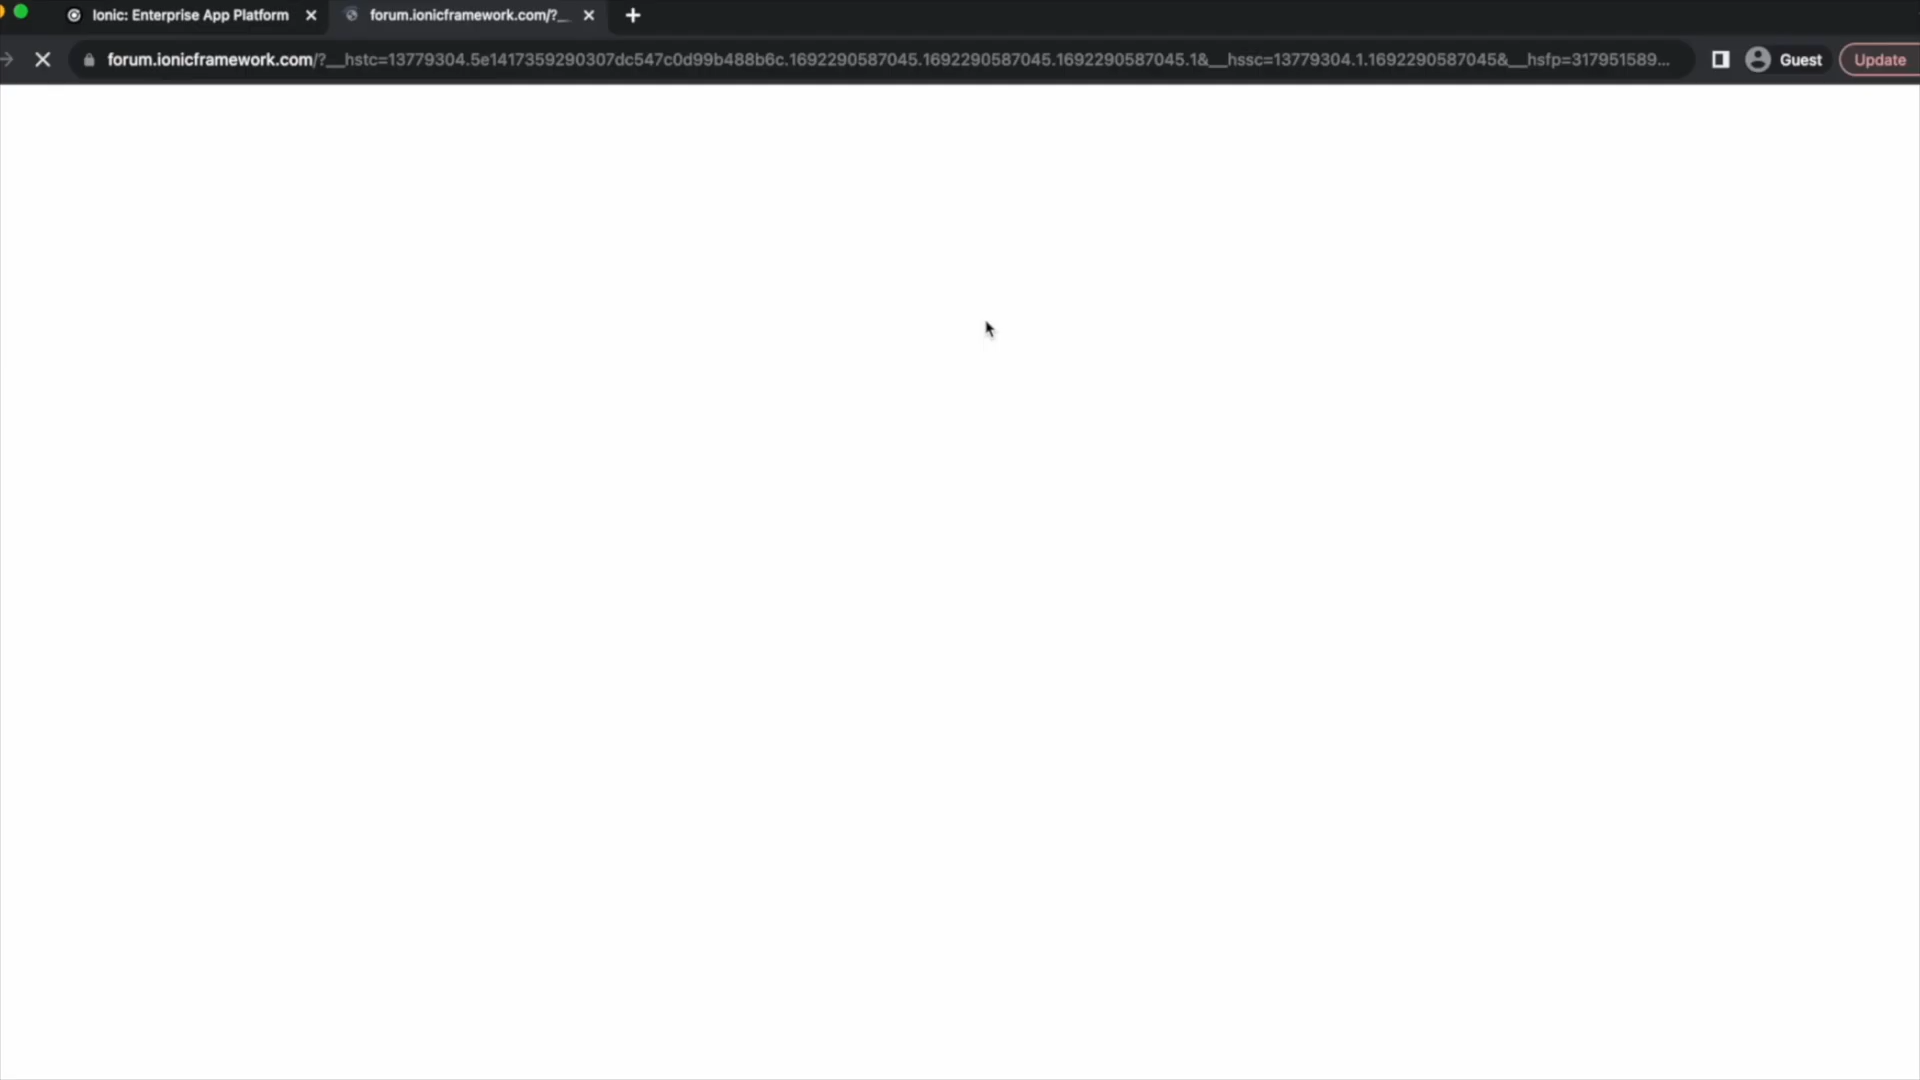 Ionic: Enterprise App Platform
forum.ionicframework.com/?_
forum.ionicframework.com/?__hstc=13779304.5e1417359290307dc547c0d99b488b6c.1692290587045.1692290587045.1692290587045.1&__hssc=13779304.1.1692290587045&__hsfp=317951589...
Guest
Update